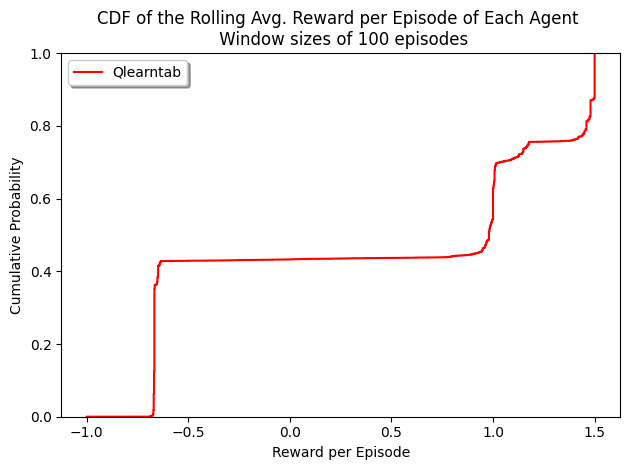 CDF of the Rolling Avg. Reward per Episode of Each Agent
Window sizes of 100 episodes
Qlearntab
Cumulative Probability
1.0
0.8
0.6
0.4
0.2
0.0
−1.0 −0.5 0.0 0.5 1.0 1.5
Reward per Episode